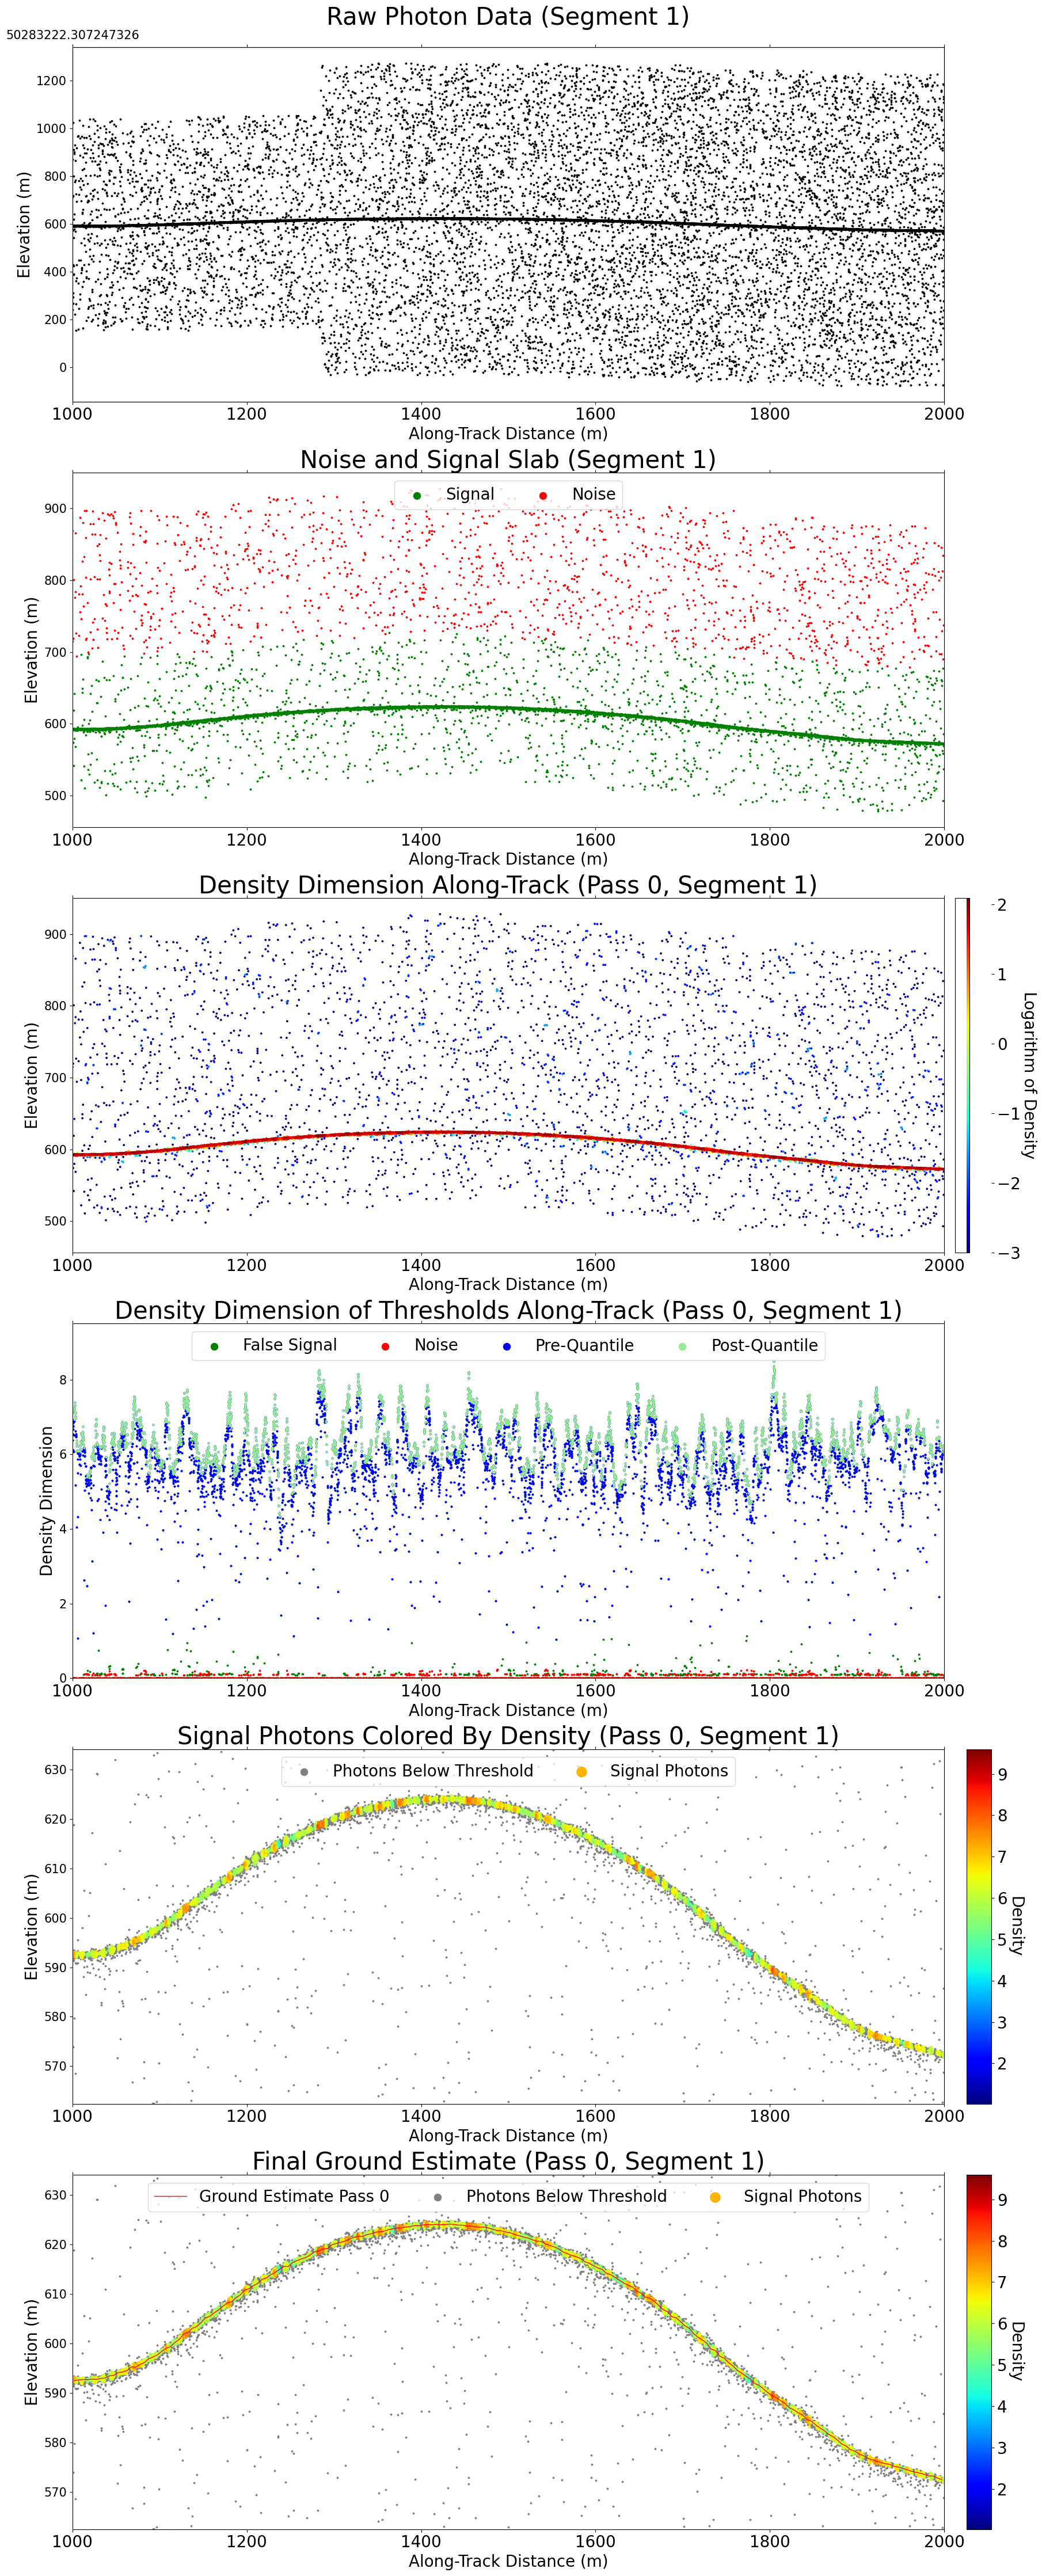 Raw Photon Data (Segment 1)
50283222.307247326
1200
1000
800
600
400
200
0
Elevation (m)
1000 1200 1400 1600 1800 2000
Along-Track Distance (m)
Noise and Signal Slab (Segment 1)
Signal Noise
900
800
700
600
500
Elevation (m)
1000 1200 1400 1600 1800 2000
Along-Track Distance (m)
Density Dimension Along-Track (Pass 0, Segment 1)
900
800
700
600
500
Elevation (m)
1000 1200 1400 1600 1800 2000
Along-Track Distance (m)
2
1
0
−1
−2
−3
Logarithm of Density
Density Dimension of Thresholds Along-Track (Pass 0, Segment 1)
False Signal Noise Pre-Quantile Post-Quantile
8
6
4
2
0
Density Dimension
1000 1200 1400 1600 1800 2000
Along-Track Distance (m)
Signal Photons Colored By Density (Pass 0, Segment 1)
Photons Below Threshold Signal Photons
630
620
610
600
590
580
570
Elevation (m)
1000 1200 1400 1600 1800 2000
Along-Track Distance (m)
9
8
7
6
5
4
3
2
Density
Final Ground Estimate (Pass 0, Segment 1)
Ground Estimate Pass 0 Photons Below Threshold Signal Photons
630
620
610
600
590
580
570
Elevation (m)
1000 1200 1400 1600 1800 2000
Along-Track Distance (m)
9
8
7
6
5
4
3
2
Density